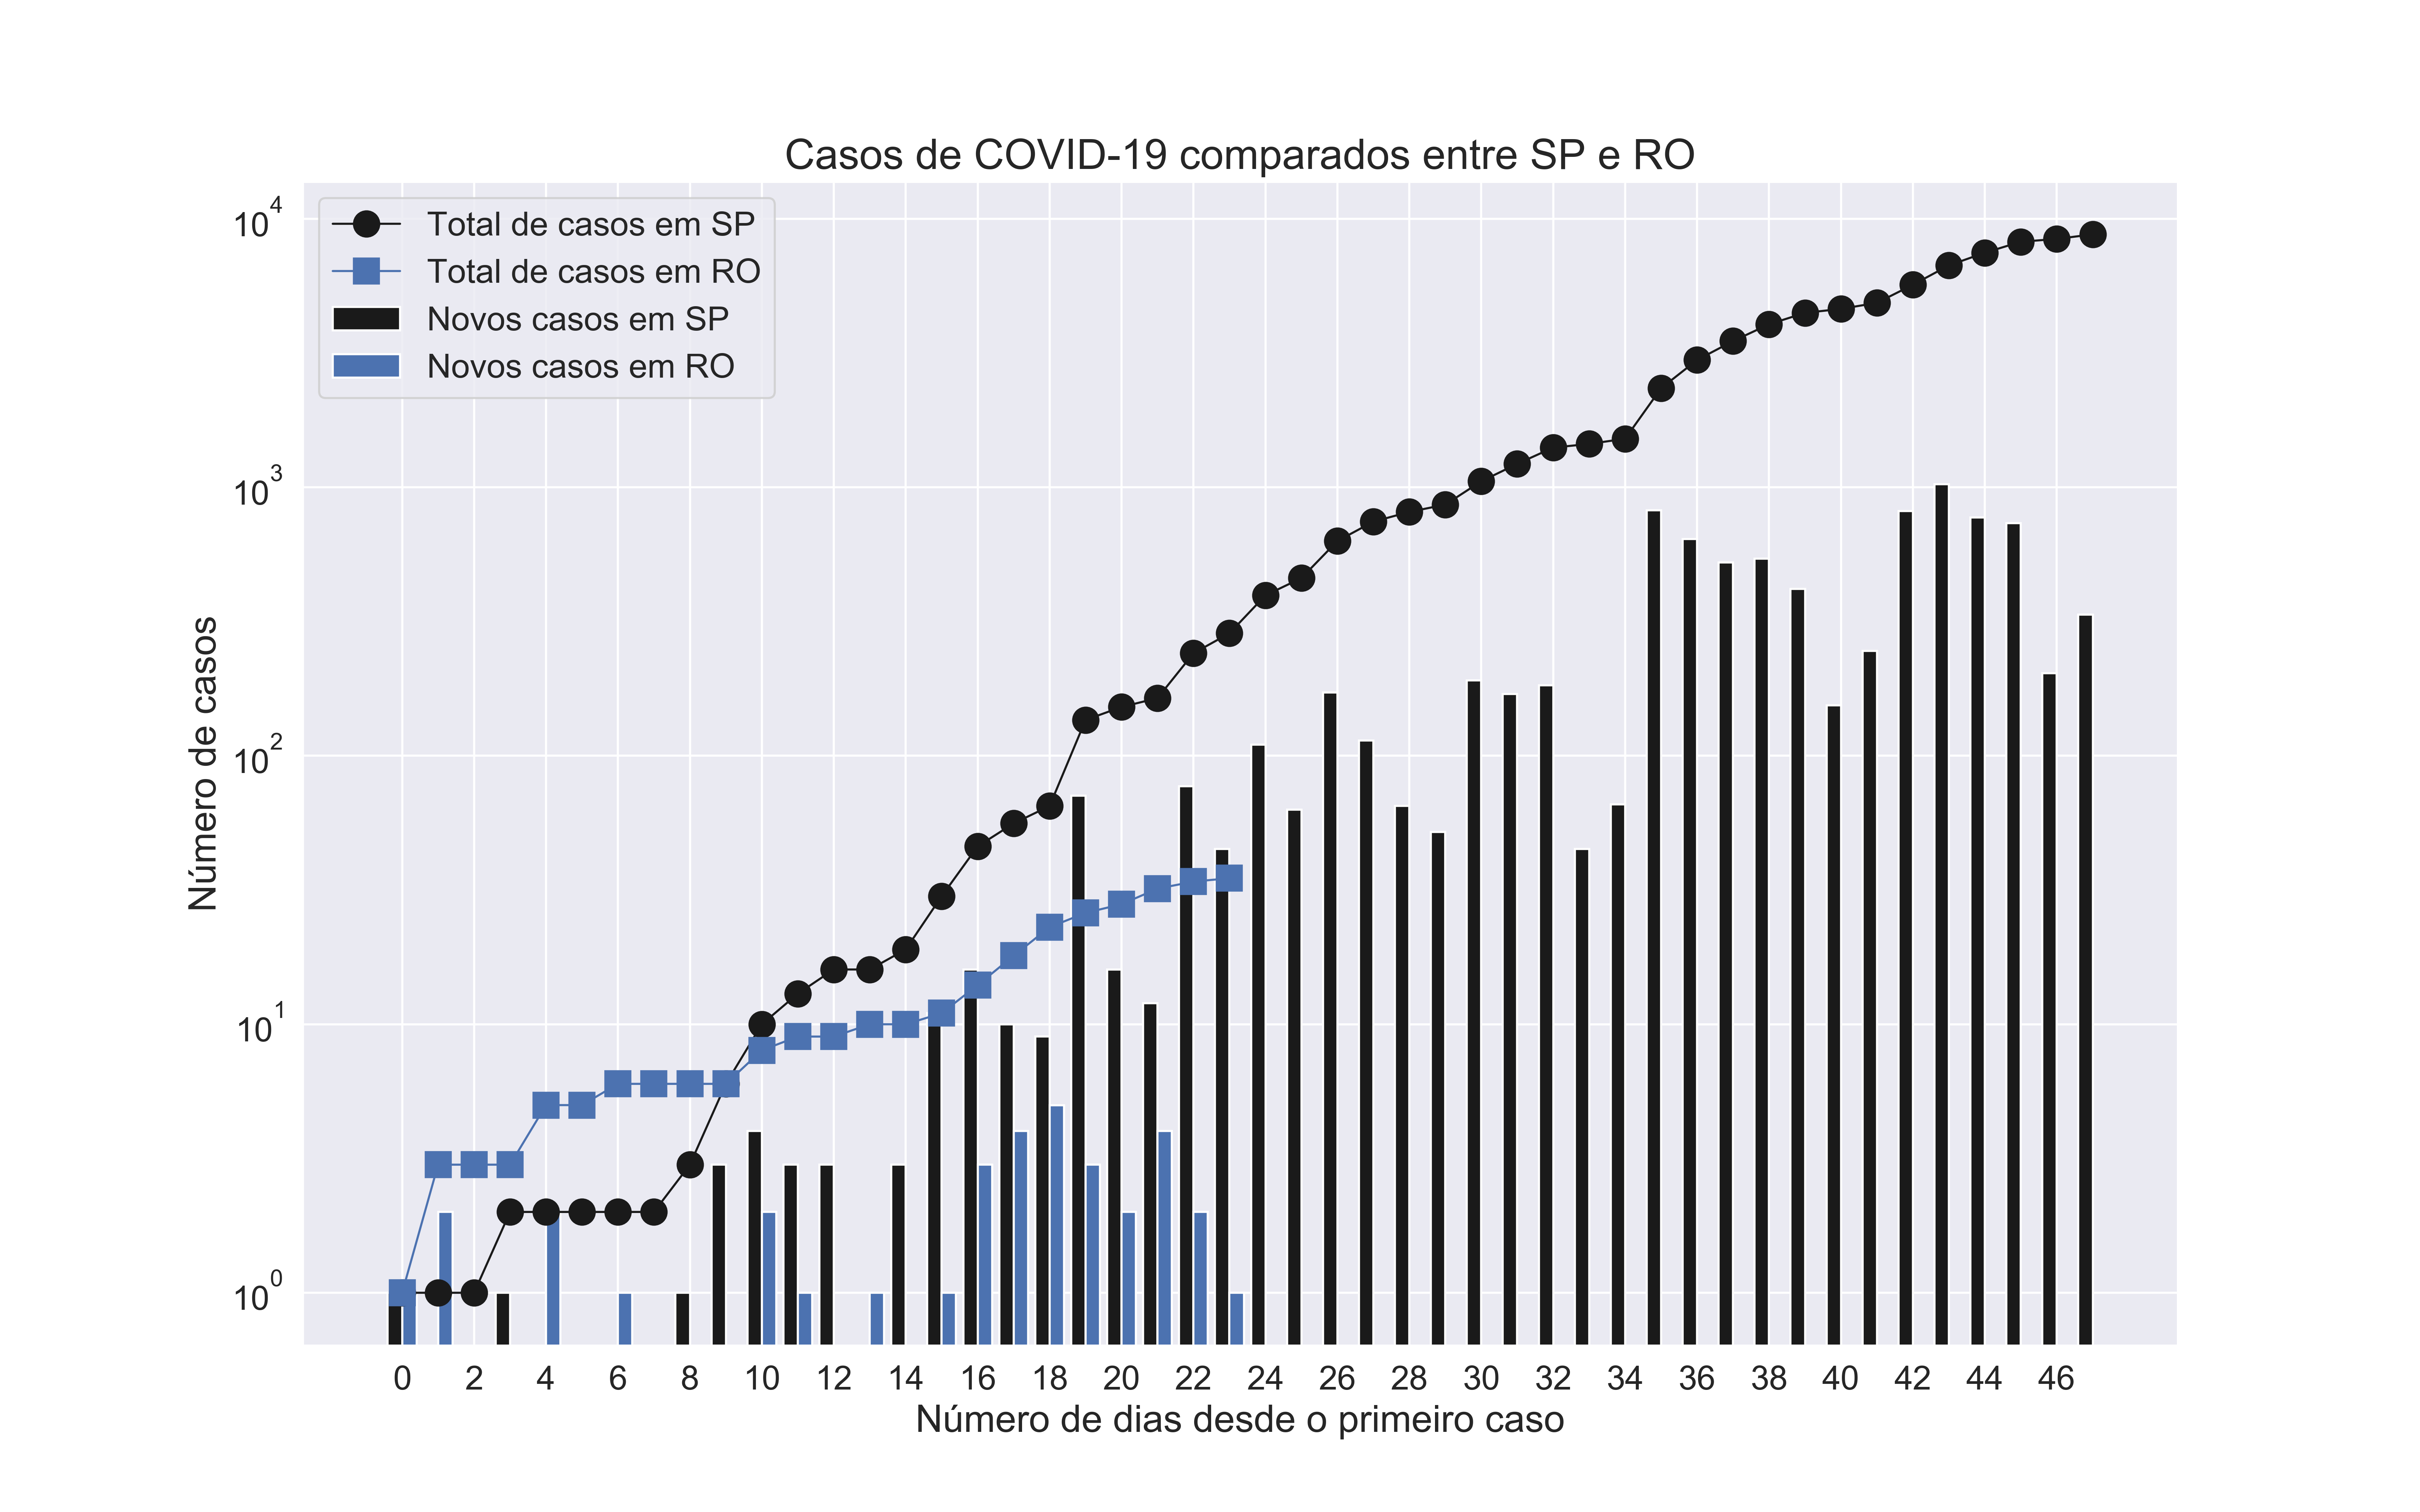 Casos de COVID-19 comparados entre SP e RO
Total de casos em SP
Total de casos em RO
Novos casos em SP
Novos casos em RO
Número de casos
10^4
10^3
10^2
10^1
10^0
0 2 4 6 8 10 12 14 16 18 20 22 24 26 28 30 32 34 36 38 40 42 44 46
Número de dias desde o primeiro caso